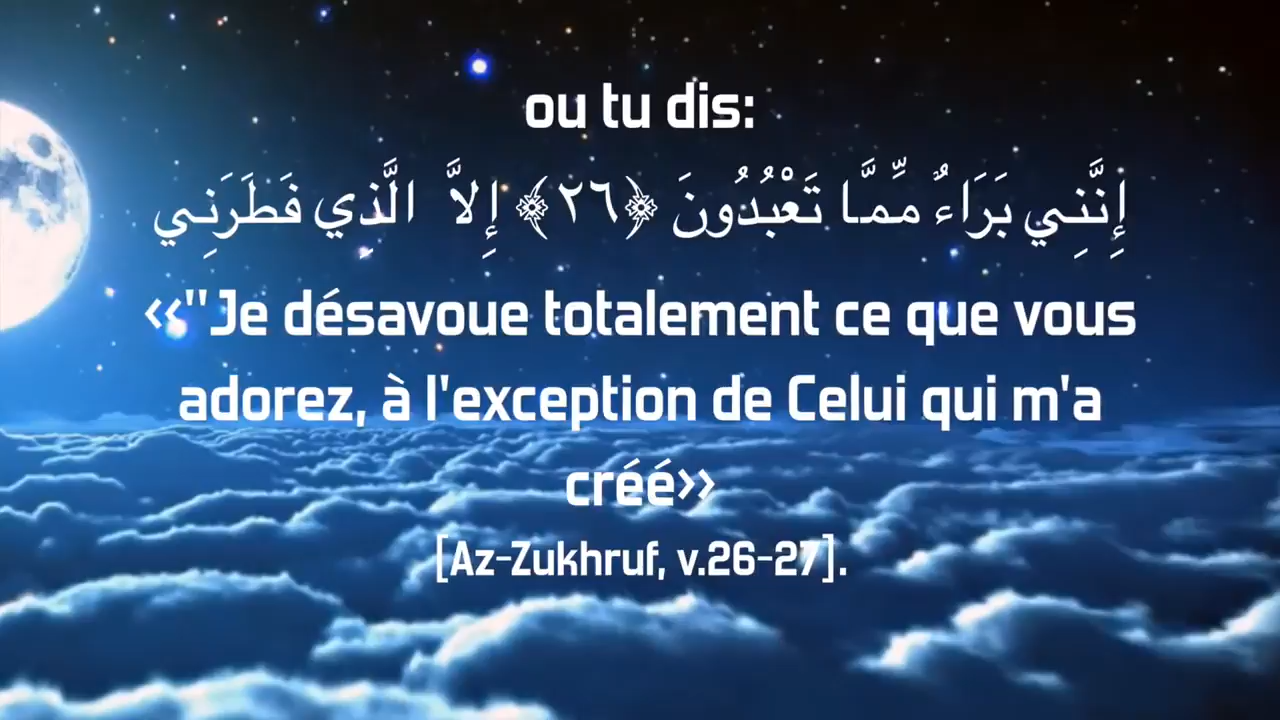 ou tu dis:
إِنَّنِي بَرَاءٌ مِّمَّا تَعْبُدُونَ ﴿٢٦﴾ إِلاَّ الَّذِي فَطَرَنِي
‹‹"Je désavoue totalement ce que vous
adorez, à l'exception de Celui qui m'a
créé››
[Az-Zukhruf, v.26-27].